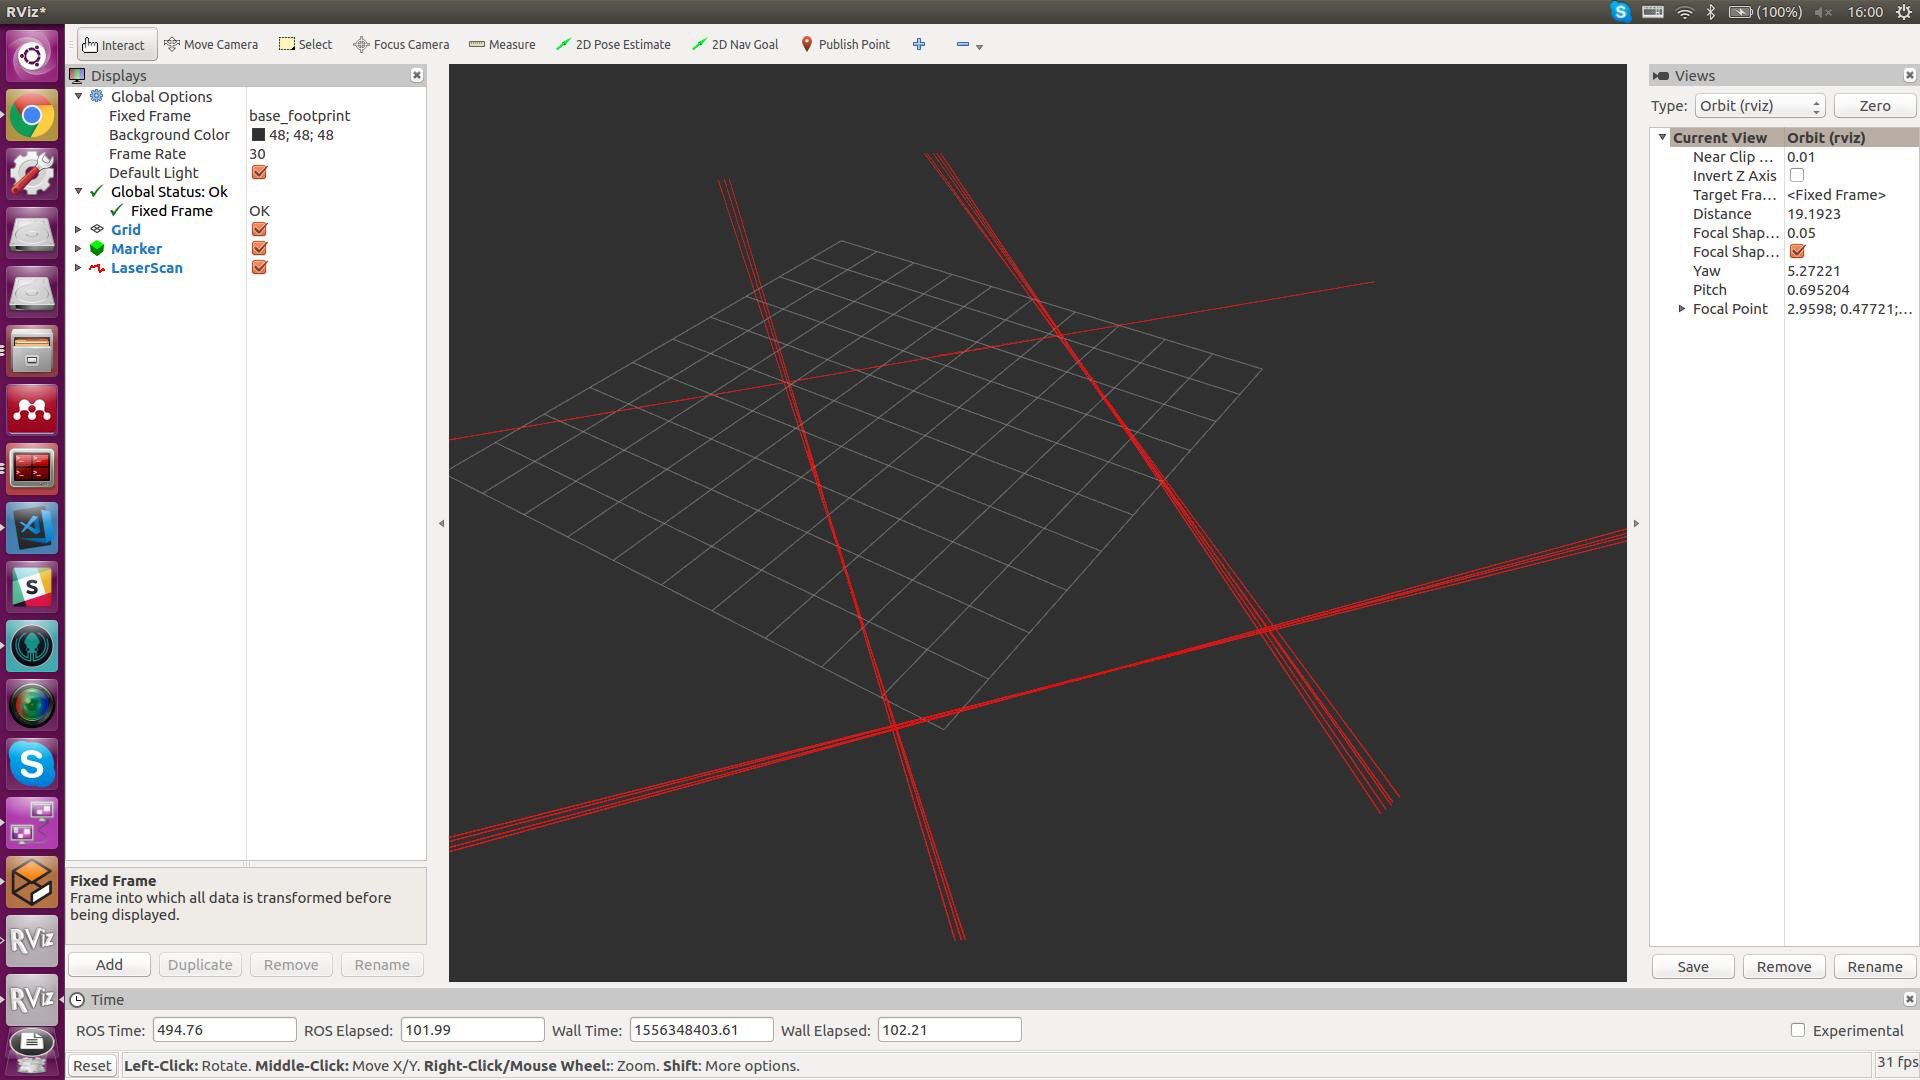 RViz*
(100%) 16:00
Interact Move Camera Select Focus Camera Measure 2D Pose Estimate 2D Nav Goal Publish Point
Displays
Global Options
Fixed Frame base_footprint
Background Color 48; 48; 48
Frame Rate 30
Default Light
Global Status: Ok
Fixed Frame OK
Grid
Marker
LaserScan
Fixed Frame
Frame into which all data is transformed before
being displayed.
Add Duplicate Remove Rename
Views
Type: Orbit (rviz) Zero
Current View Orbit (rviz)
Near Clip ... 0.01
Invert Z Axis
Target Fra... <Fixed Frame>
Distance 19.1923
Focal Shap... 0.05
Focal Shap...
Yaw 5.27221
Pitch 0.695204
Focal Point 2.9598; 0.47721;...
Save Remove Rename
S
S
RViz
RViz
Time
ROS Time: 494.76 ROS Elapsed: 101.99 Wall Time: 1556348403.61 Wall Elapsed: 102.21 Experimental
Reset Left-Click: Rotate. Middle-Click: Move X/Y. Right-Click/Mouse Wheel:: Zoom. Shift: More options. 31 fps